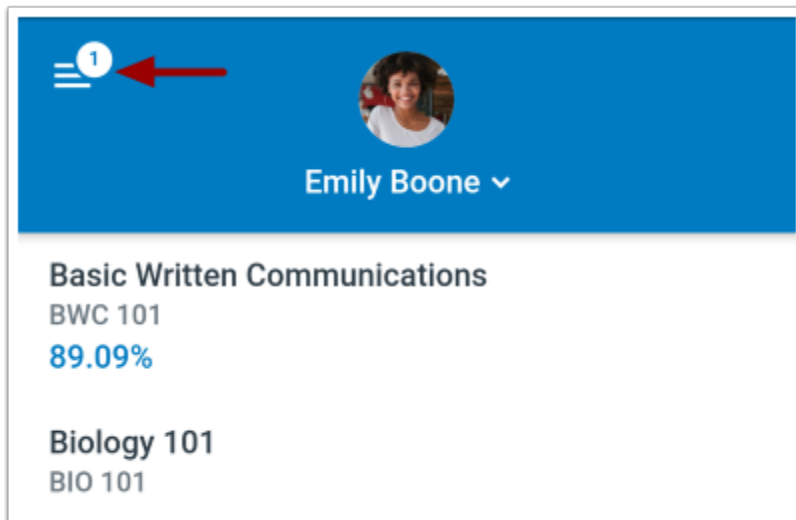 1
Emily Boone
Basic Written Communications
BWC 101
89.09%
Biology 101
BIO 101